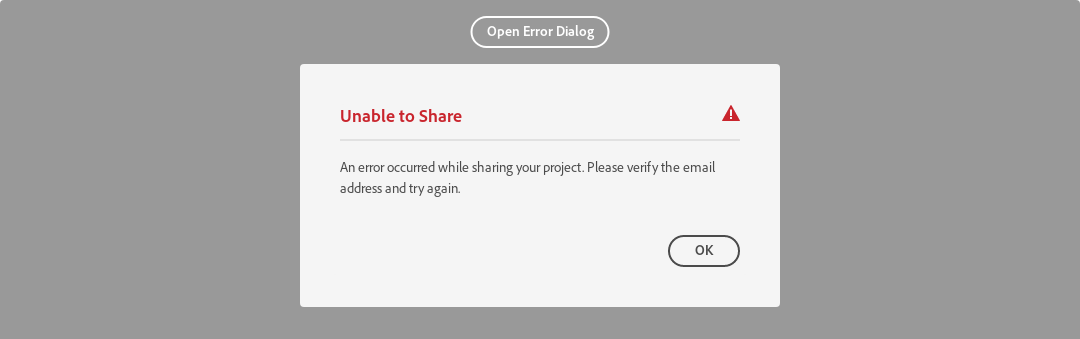 Open Error Dialog
Unable to Share
An error occurred while sharing your project. Please verify the email
address and try again.
OK